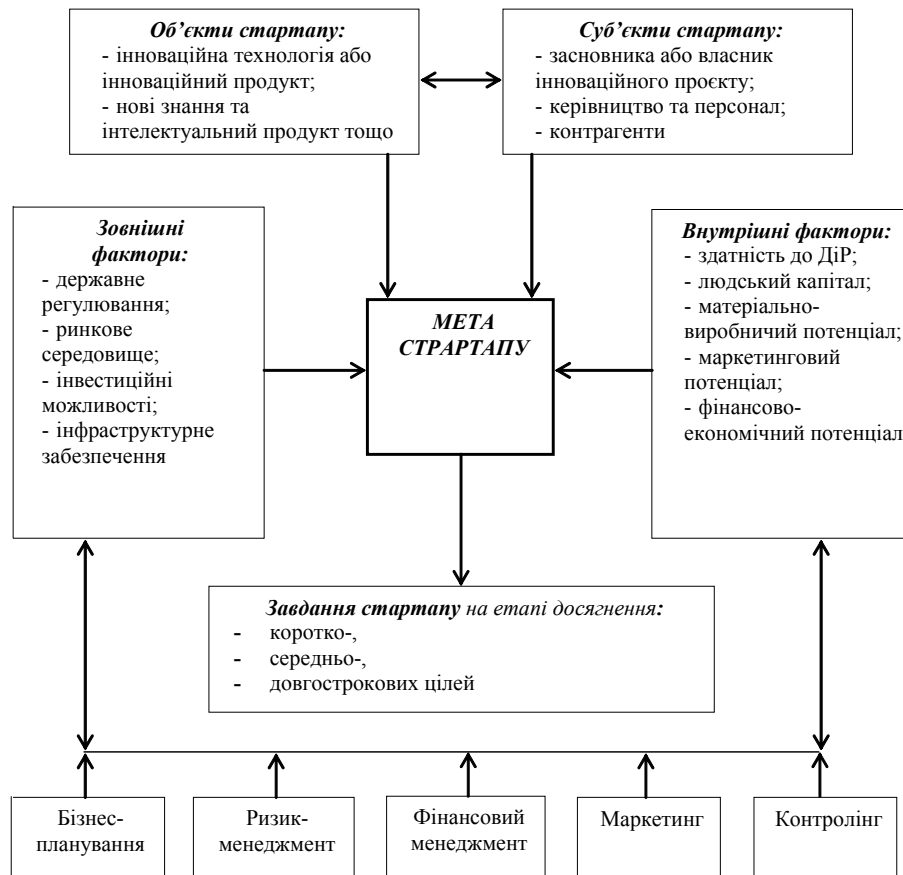 Об’єкти стартапу:
- інноваційна технологія або
інноваційний продукт;
- нові знання та
інтелектуальний продукт тощо
Суб’єкти стартапу:
- засновника або власник
інноваційного проєкту;
- керівництво та персонал;
- контрагенти
Зовнішні
фактори:
- державне
регулювання;
- ринкове
середовище;
- інвестиційні
можливості;
- інфраструктурне
забезпечення
МЕТА
СТРАРТАПУ
Внутрішні фактори:
- здатність до ДіР;
- людський капітал;
- матеріально-
виробничий потенціал;
- маркетинговий
потенціал;
- фінансово-
економічний потенціал
Завдання стартапу на етапі досягнення:
- коротко-,
- середньо-,
- довгострокових цілей
Бізнес-
планування
Ризик-
менеджмент
Фінансовий
менеджмент
Маркетинг
Контролінг